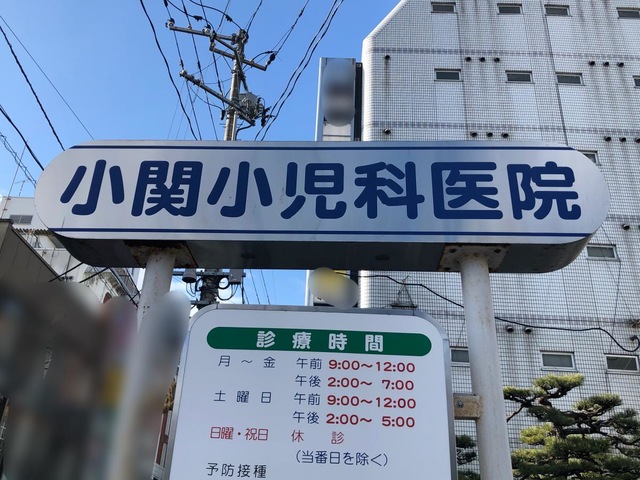 小関小児科医院
診療時間
月～金 午前 9:00～12:00
午後 2:00～ 7:00
土曜日 午前 9:00～12:00
午後 2:00～ 5:00
日曜・祝日 休 診
(当番日を除く)
予防接種